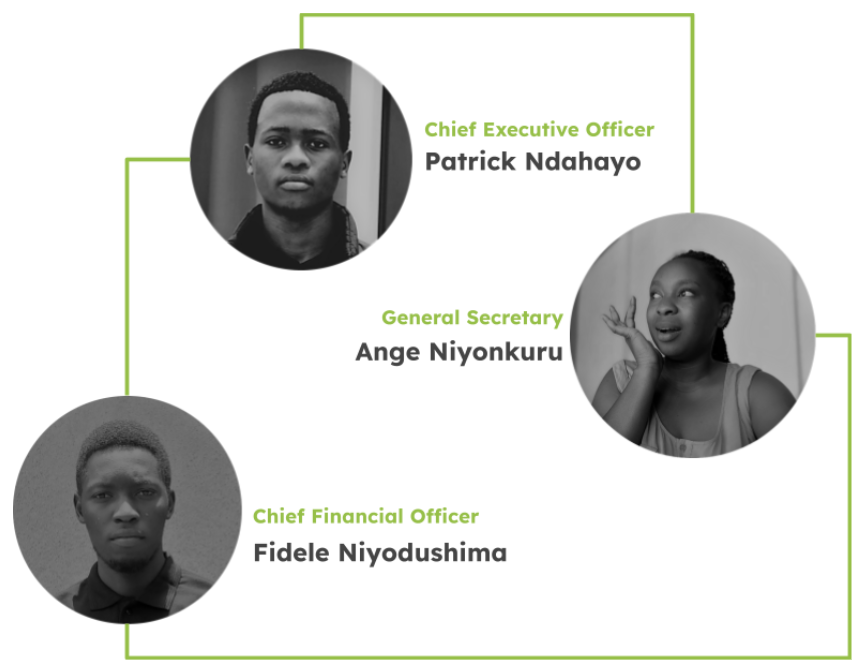 Chief Executive Officer
Patrick Ndahayo
General Secretary
Ange Niyonkuru
Chief Financial Officer
Fidele Niyodushima